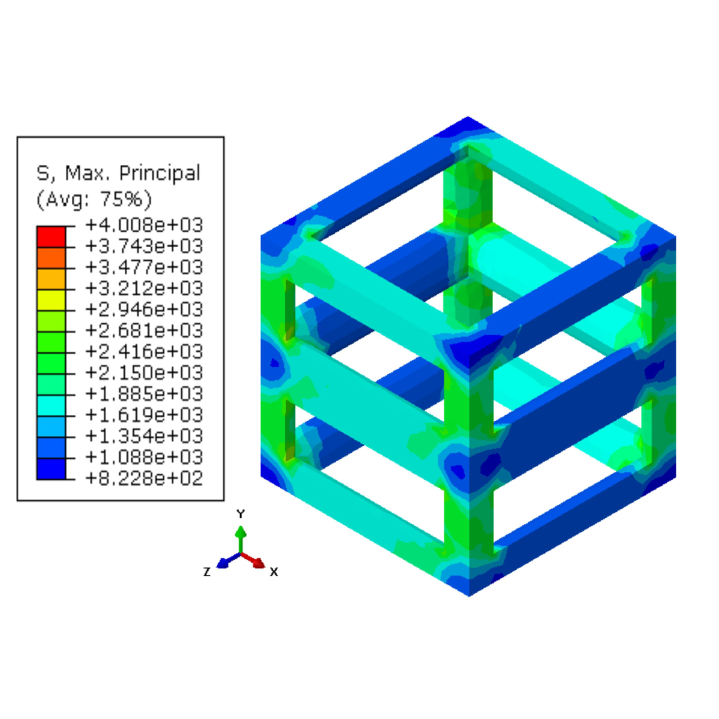 S, Max. Principal
(Avg: 75%)
+4.008e+03
+3.743e+03
+3.477e+03
+3.212e+03
+2.946e+03
+2.681e+03
+2.416e+03
+2.150e+03
+1.885e+03
+1.619e+03
+1.354e+03
+1.088e+03
+8.228e+02
Y
Z
X